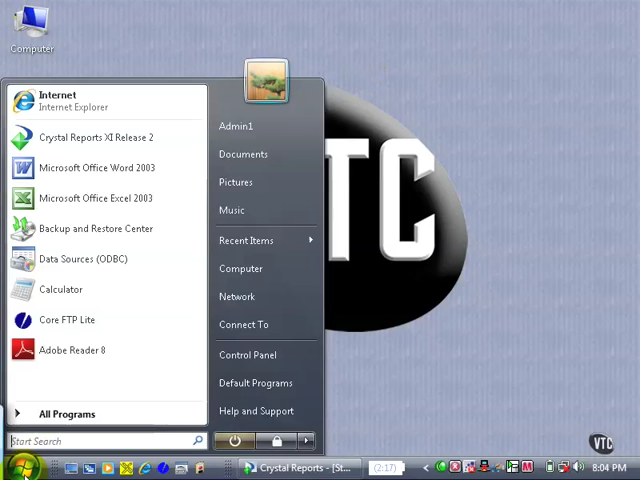 Computer
Internet
Internet Explorer
Crystal Reports XI Release 2
Microsoft Office Word 2003
Microsoft Office Excel 2003
Backup and Restore Center
Data Sources (ODBC)
Calculator
Core FTP Lite
Adobe Reader 8
All Programs
Start Search
Admin1
Documents
Pictures
Music
Recent Items
Computer
Network
Connect To
Control Panel
Default Programs
Help and Support
TC
VTC
Crystal Reports - [St...
(2:17)
8:04 PM